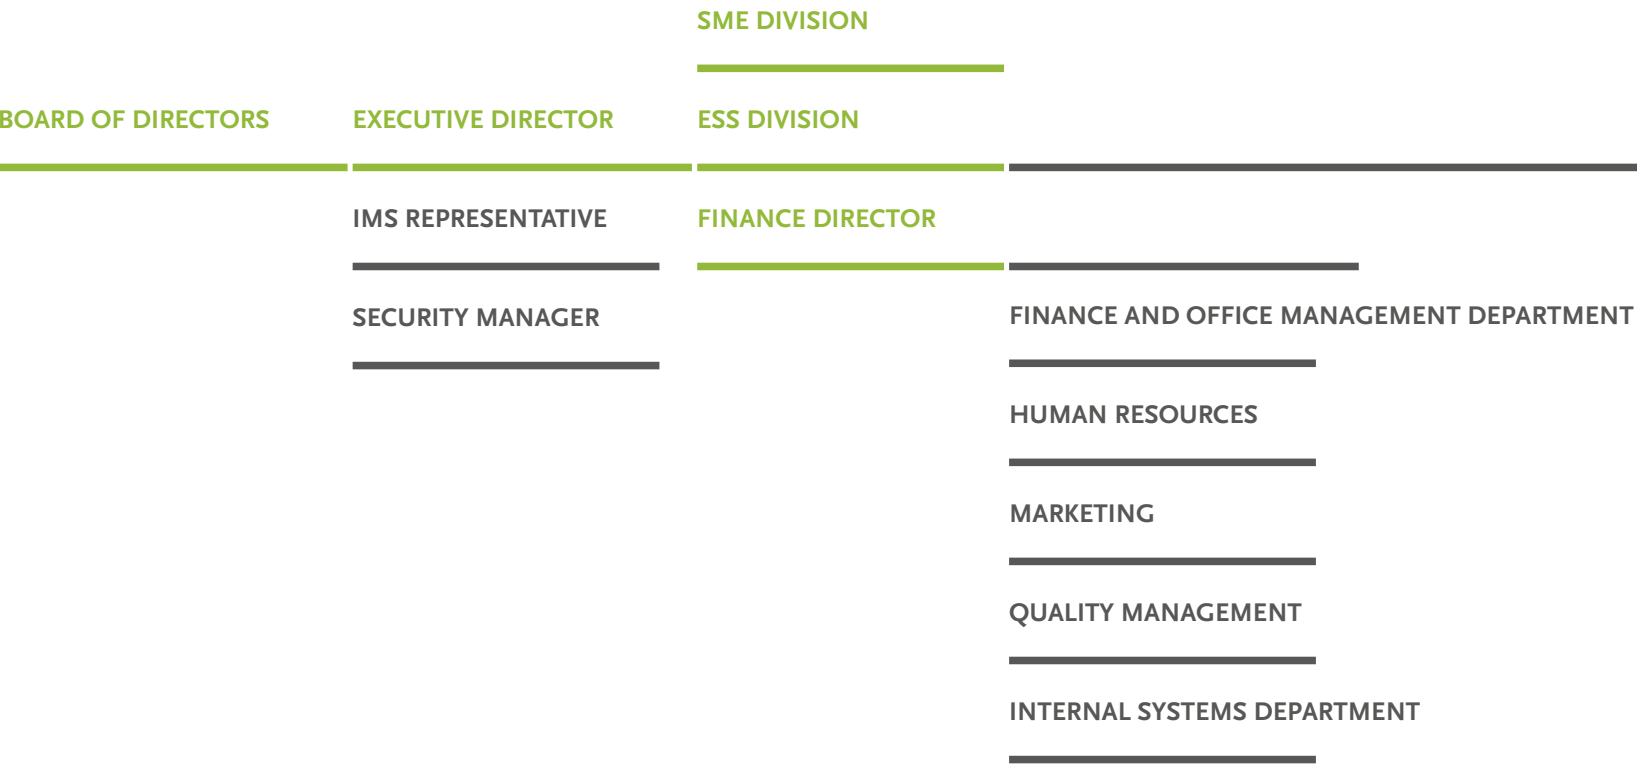 SME DIVISION
BOARD OF DIRECTORS
EXECUTIVE DIRECTOR
ESS DIVISION
IMS REPRESENTATIVE
FINANCE DIRECTOR
SECURITY MANAGER
FINANCE AND OFFICE MANAGEMENT DEPARTMENT
HUMAN RESOURCES
MARKETING
QUALITY MANAGEMENT
INTERNAL SYSTEMS DEPARTMENT